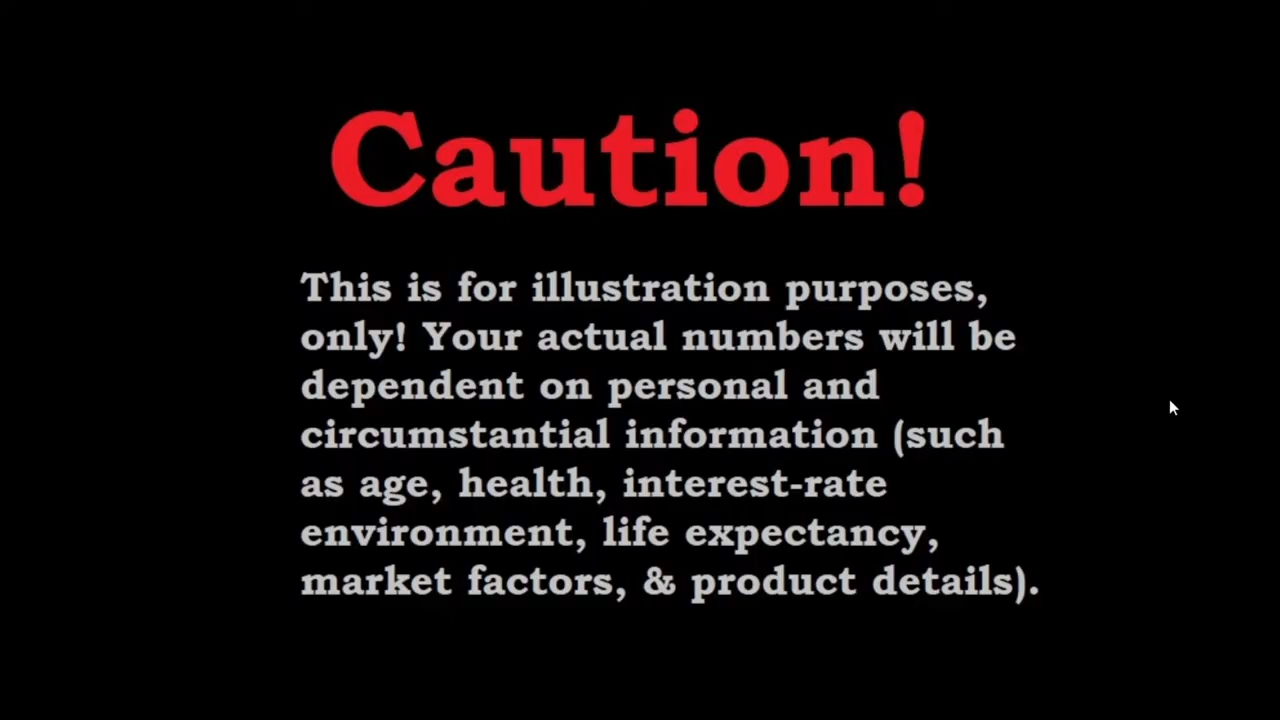 Caution!
This is for illustration purposes,
only! Your actual numbers will be
dependent on personal and
circumstantial information (such
as age, health, interest-rate
environment, life expectancy,
market factors, & product details).